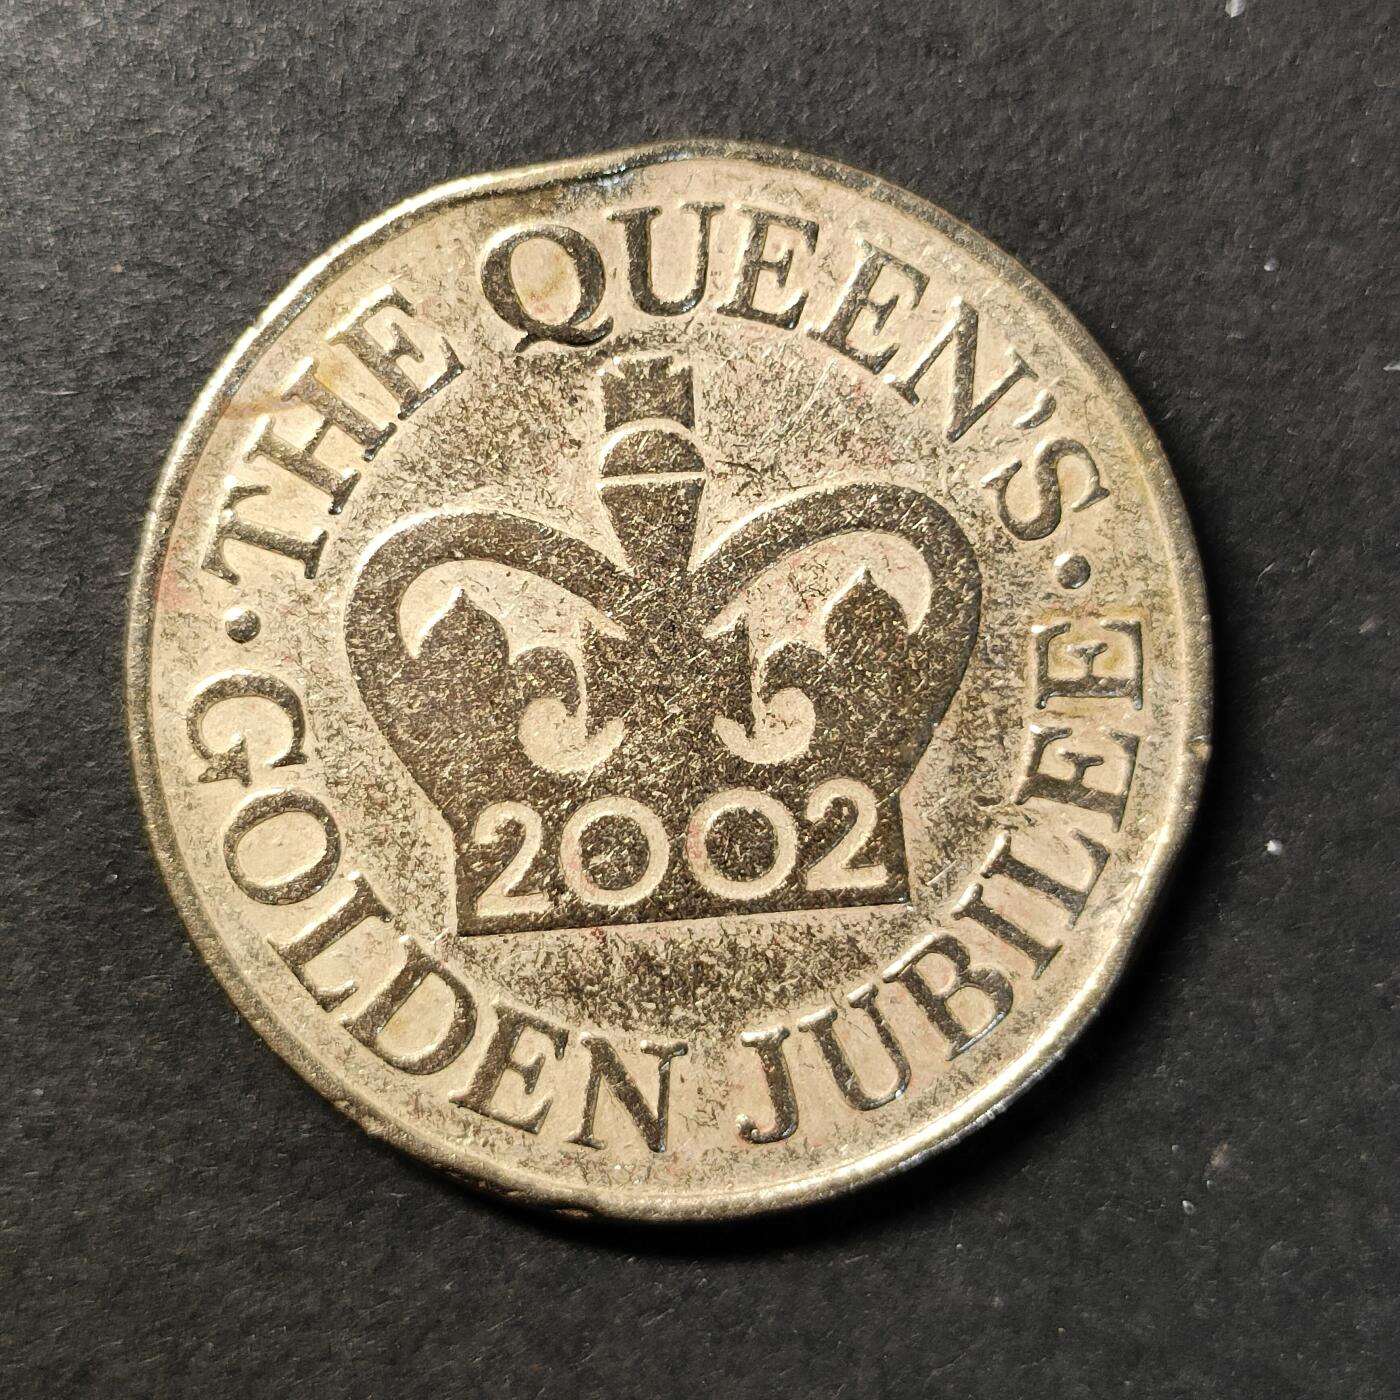 · THE QUEEN'S ·
GOLDEN JUBILEE
2002